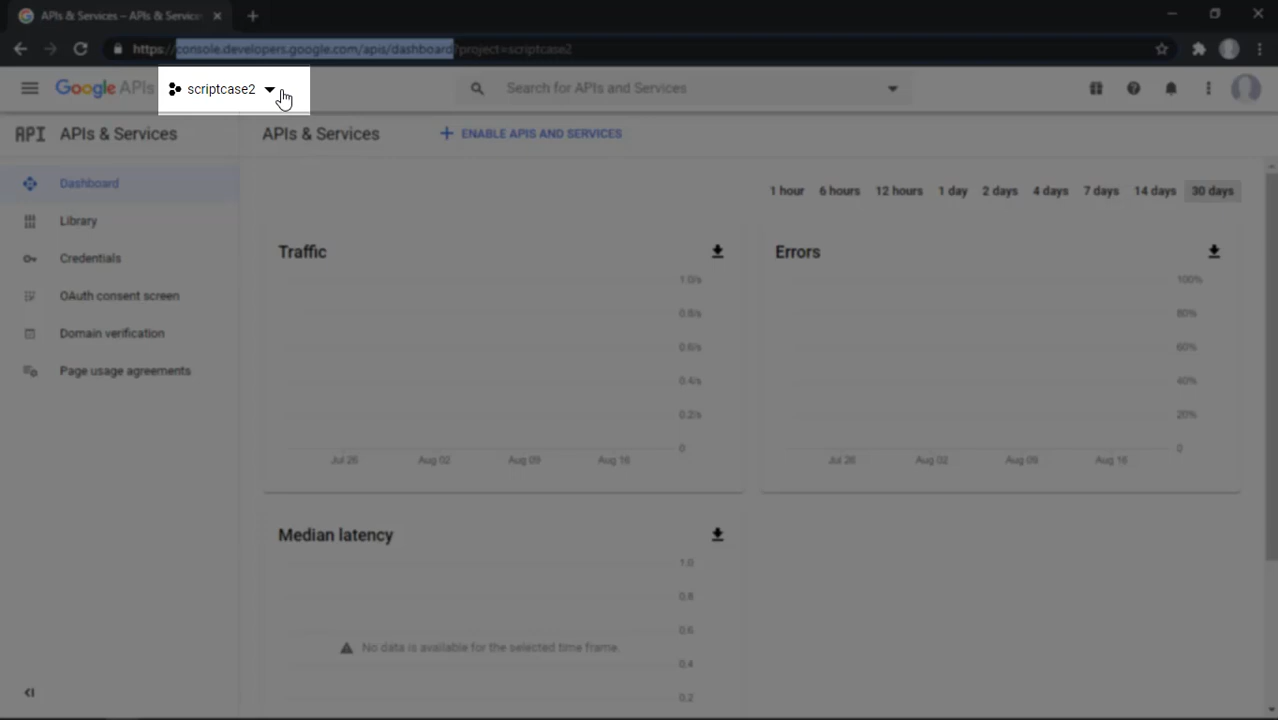 APIs & Services – APIs & Service
https://console.developers.google.com/apis/dashboard?project=scriptcase2
Google APIs
scriptcase2
Search for APIs and Services
API APIs & Services
APIs & Services
ENABLE APIS AND SERVICES
Dashboard
Library
Credentials
OAuth consent screen
Domain verification
Page usage agreements
1 hour 6 hours 12 hours 1 day 2 days 4 days 7 days 14 days 30 days
Traffic
1.0/s
0.8/s
0.6/s
0.4/s
0.2/s
0
Jul 26 Aug 02 Aug 09 Aug 16
Errors
100%
80%
60%
40%
20%
0
Jul 26 Aug 02 Aug 09 Aug 16
Median latency
1.0
0.8
0.6
No data is available for the selected time frame.
0.4
0.2